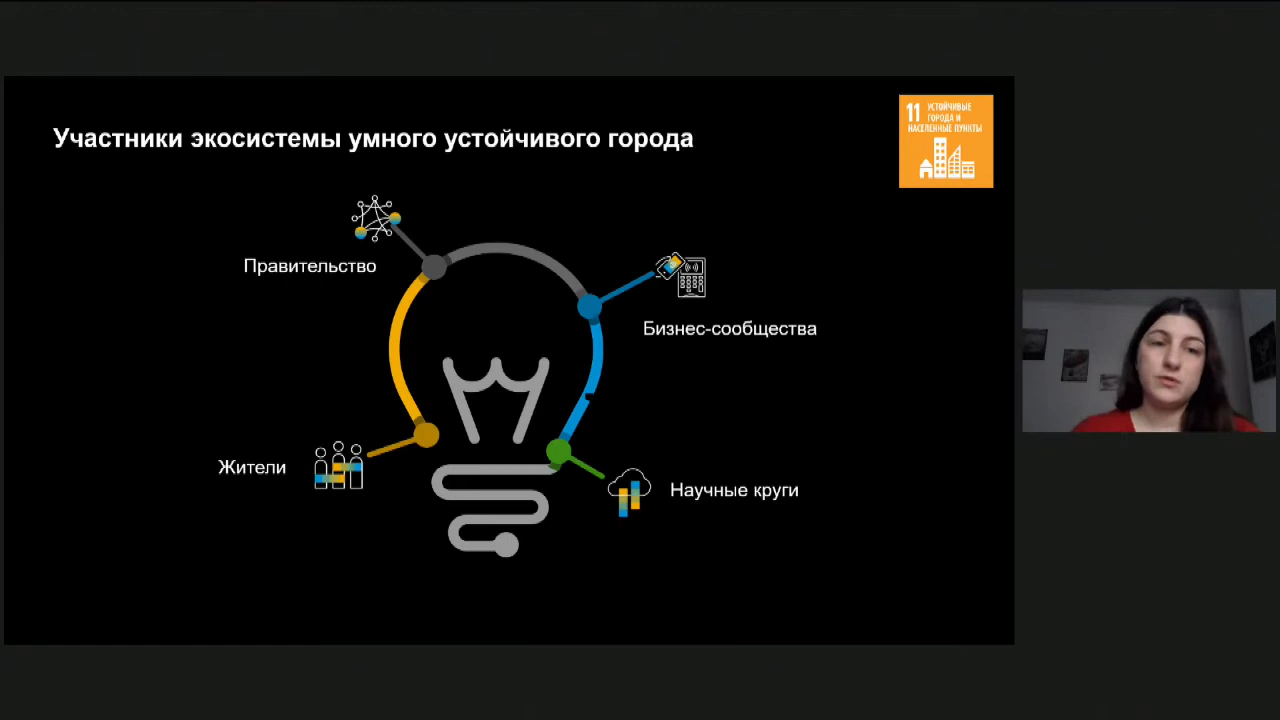 Участники экосистемы умного устойчивого города
11 УСТОЙЧИВЫЕ
ГОРОДА И
НАСЕЛЕННЫЕ ПУНКТЫ
Правительство
Бизнес-сообщества
Жители
Научные круги